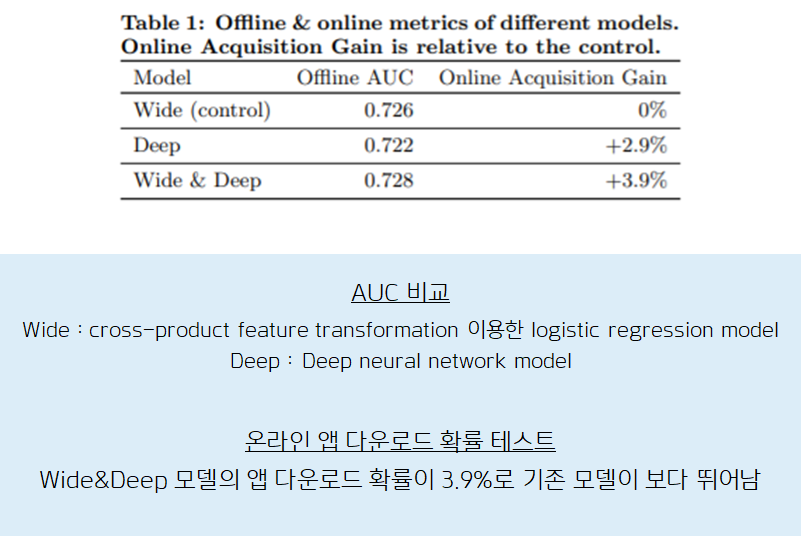 Table 1: Offline & online metrics of different models.
Online Acquisition Gain is relative to the control.
Model Offline AUC Online Acquisition Gain
Wide (control) 0.726 0%
Deep 0.722 +2.9%
Wide & Deep 0.728 +3.9%
AUC 비교
Wide : cross-product feature transformation 이용한 logistic regression model
Deep : Deep neural network model
온라인 앱 다운로드 확률 테스트
Wide&Deep 모델의 앱 다운로드 확률이 3.9%로 기존 모델이 보다 뛰어남